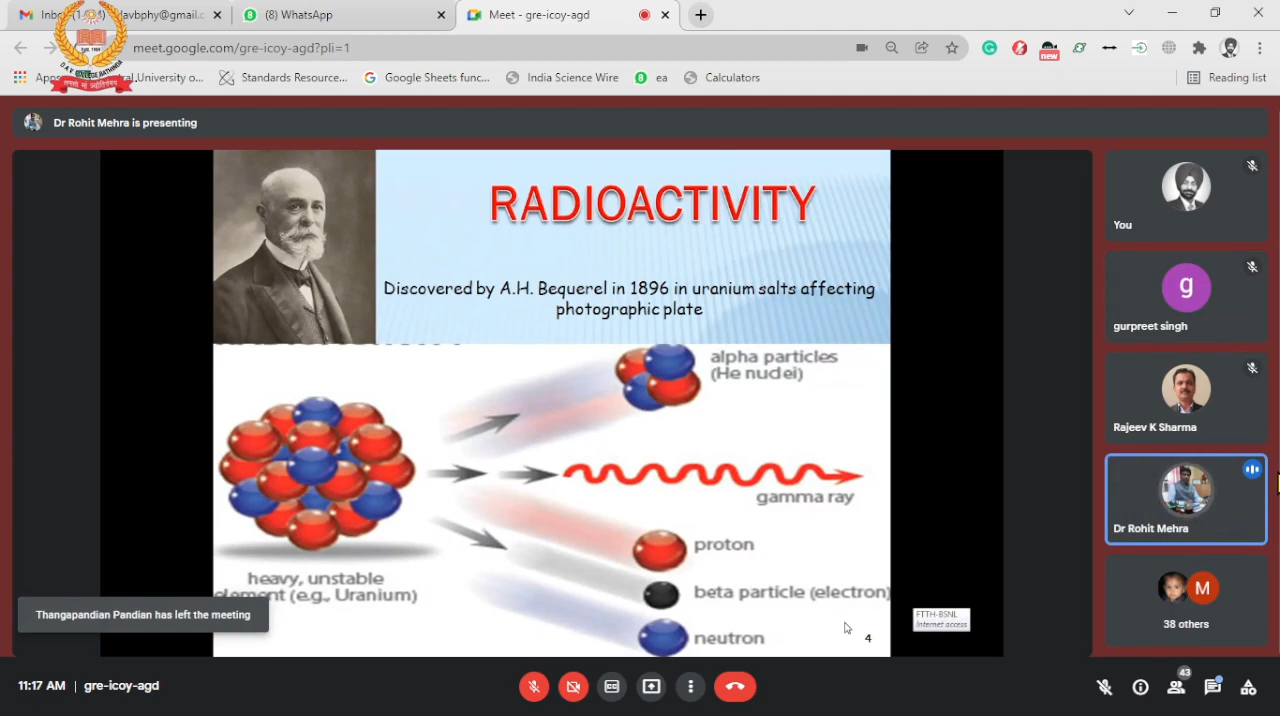 (8) WhatsApp
Meet - gre-icoy-agd
meet.google.com/gre-icoy-agd?pli=1
new
University o...
Standards Resource...
Google Sheets func...
India Science Wire
ea
Calculators
Reading list
Dr Rohit Mehra is presenting
RADIOACTIVITY
Discovered by A.H. Bequerel in 1896 in uranium salts affecting
photographic plate
alpha particles
(He nuclei)
gamma ray
proton
beta particle (electron)
neutron
heavy, unstable
(e.g., Uranium)
Thangapandian Pandian has left the meeting
FTTH-BSNL
Internet access
4
You
g
gurpreet singh
Rajeev K Sharma
Dr Rohit Mehra
M
38 others
11:17 AM
gre-icoy-agd
43